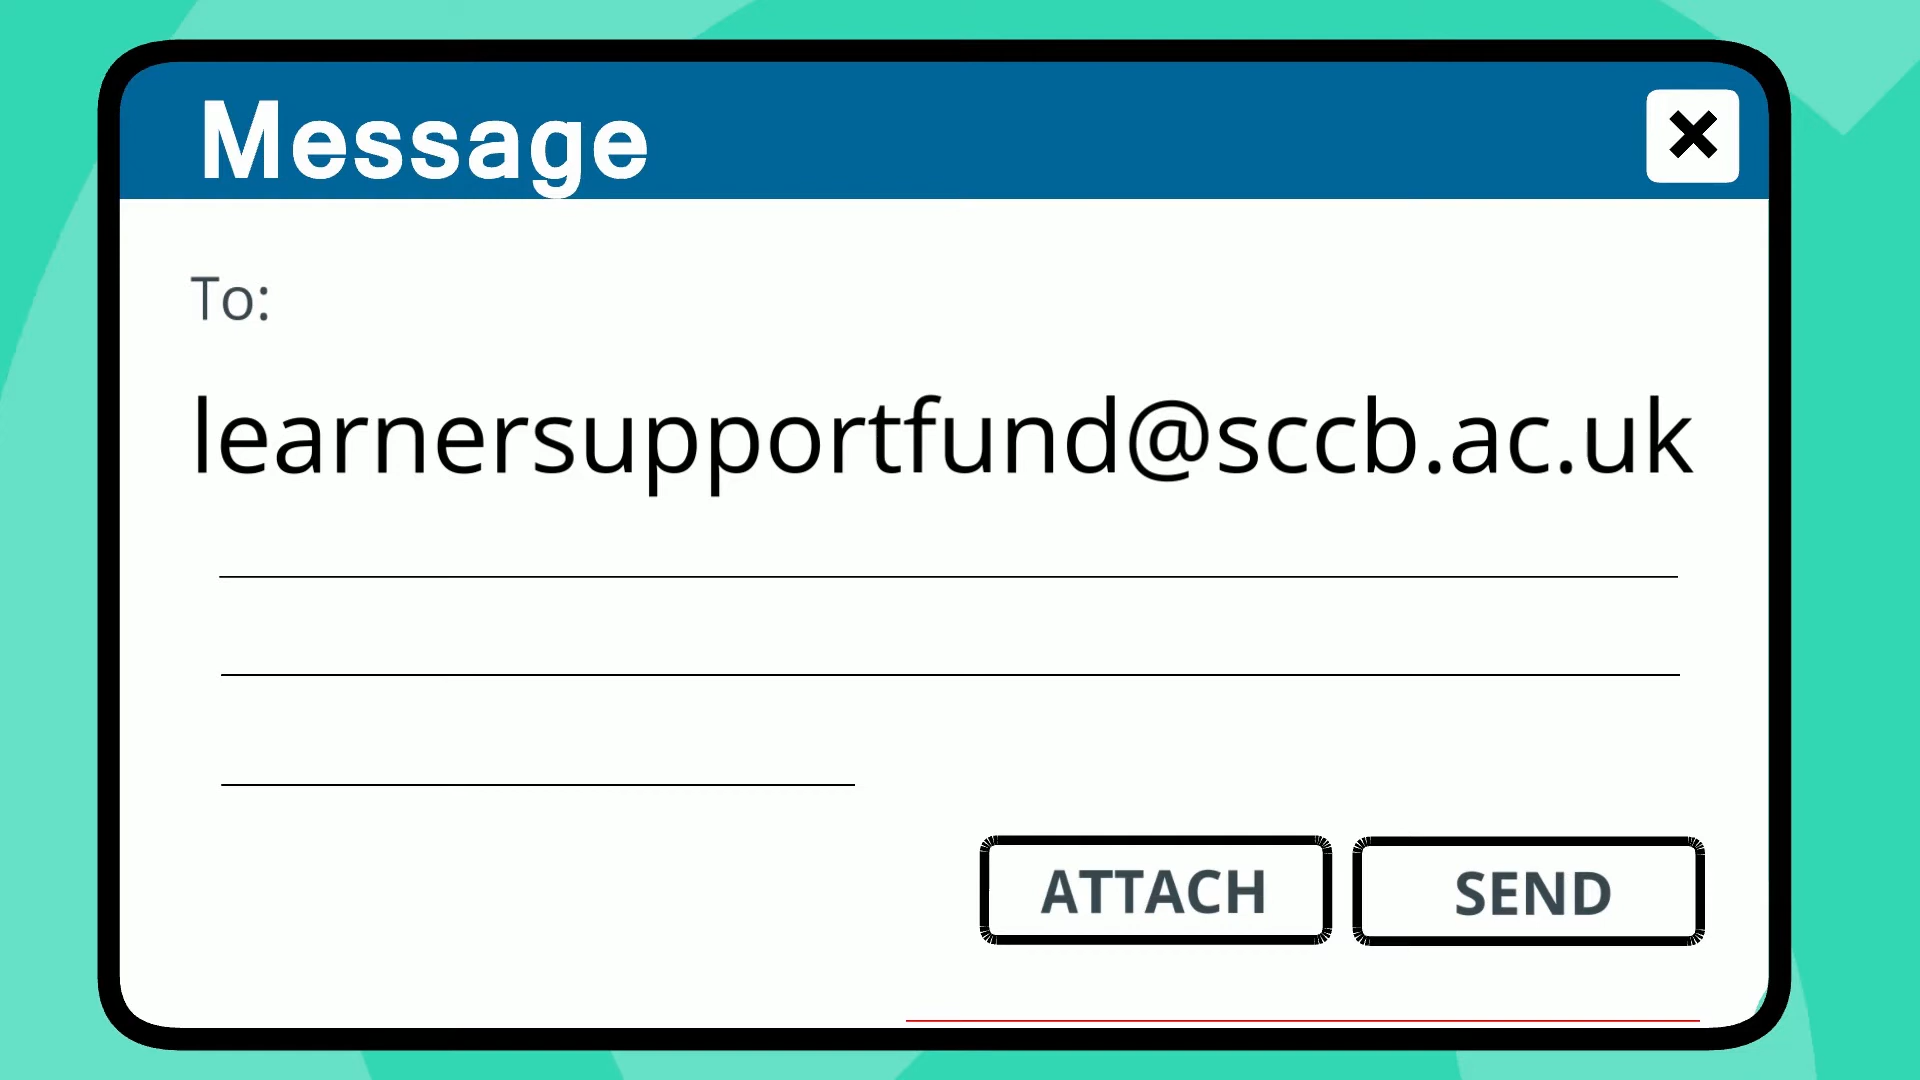 Message
To:
learnersupportfund@sccb.ac.uk
ATTACH
SEND